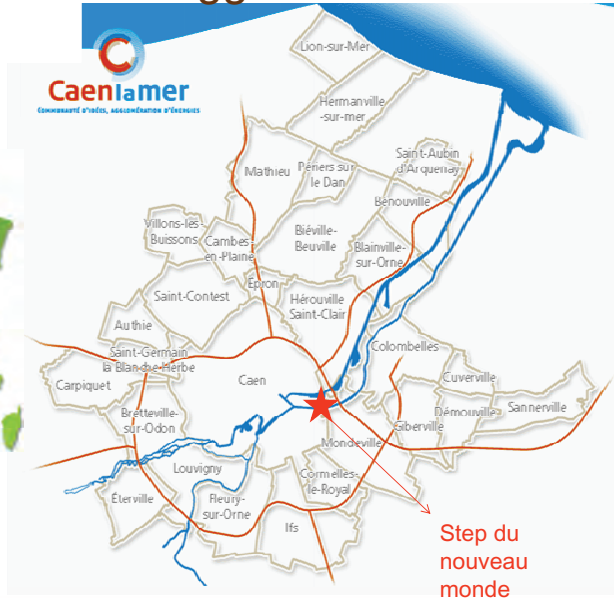 Caenlamer
COMMUNAUTÉ D'IDÉES, AGGLOMÉRATION D'ÉNERGIES
Lion-sur-Mer
Hermanville
-sur-mer
Mathieu
Périers sur
le Dan
Saint-Aubin
d'Arquenay
Bénouville
Villons-les-
Buissons
Cambes
-en-Plaine
Biéville-
Beuville
Blainville-
sur-Orne
Epron
Saint-Contest
Hérouville
Saint-Clair
Authie
Colombelles
Saint-Germain
la Blanche Herbe
Carpiquet
Caen
Cuverville
Démouville
Sannerville
Bretteville-
sur-Odon
Giberville
Mondeville
Louvigny
Cormelles-
le-Royal
Éterville
Fleury-
sur-Orne
Ifs
Step du
nouveau
monde